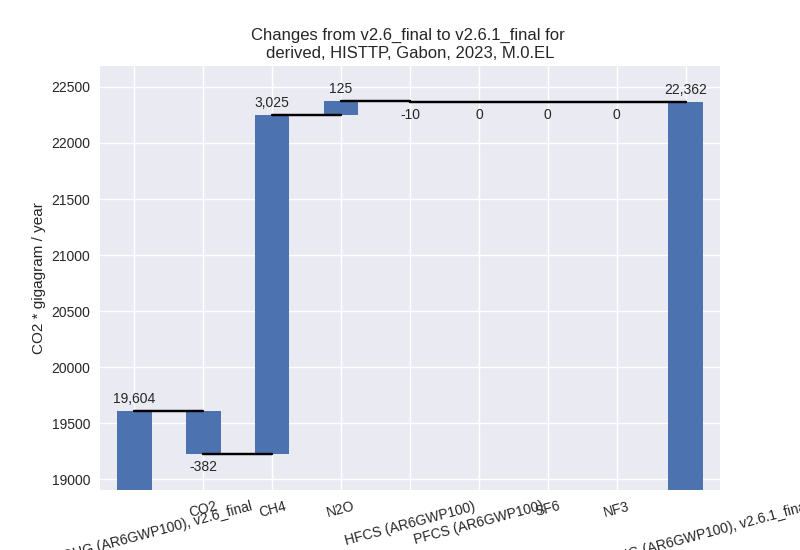 Changes from v2.6_final to v2.6.1_final for
derived, HISTTP, Gabon, 2023, M.0.EL
CO2 * gigagram / year
22500
22000
21500
21000
20500
20000
19500
19000
19,604
-382
3,025
125
-10
0
0
0
22,362
(AR6GWP100), v2.6_final
CO2
CH4
N2O
HFCS (AR6GWP100)
PFCS (AR6GWP100)
SF6
NF3
(AR6GWP100), v2.6.1_fina